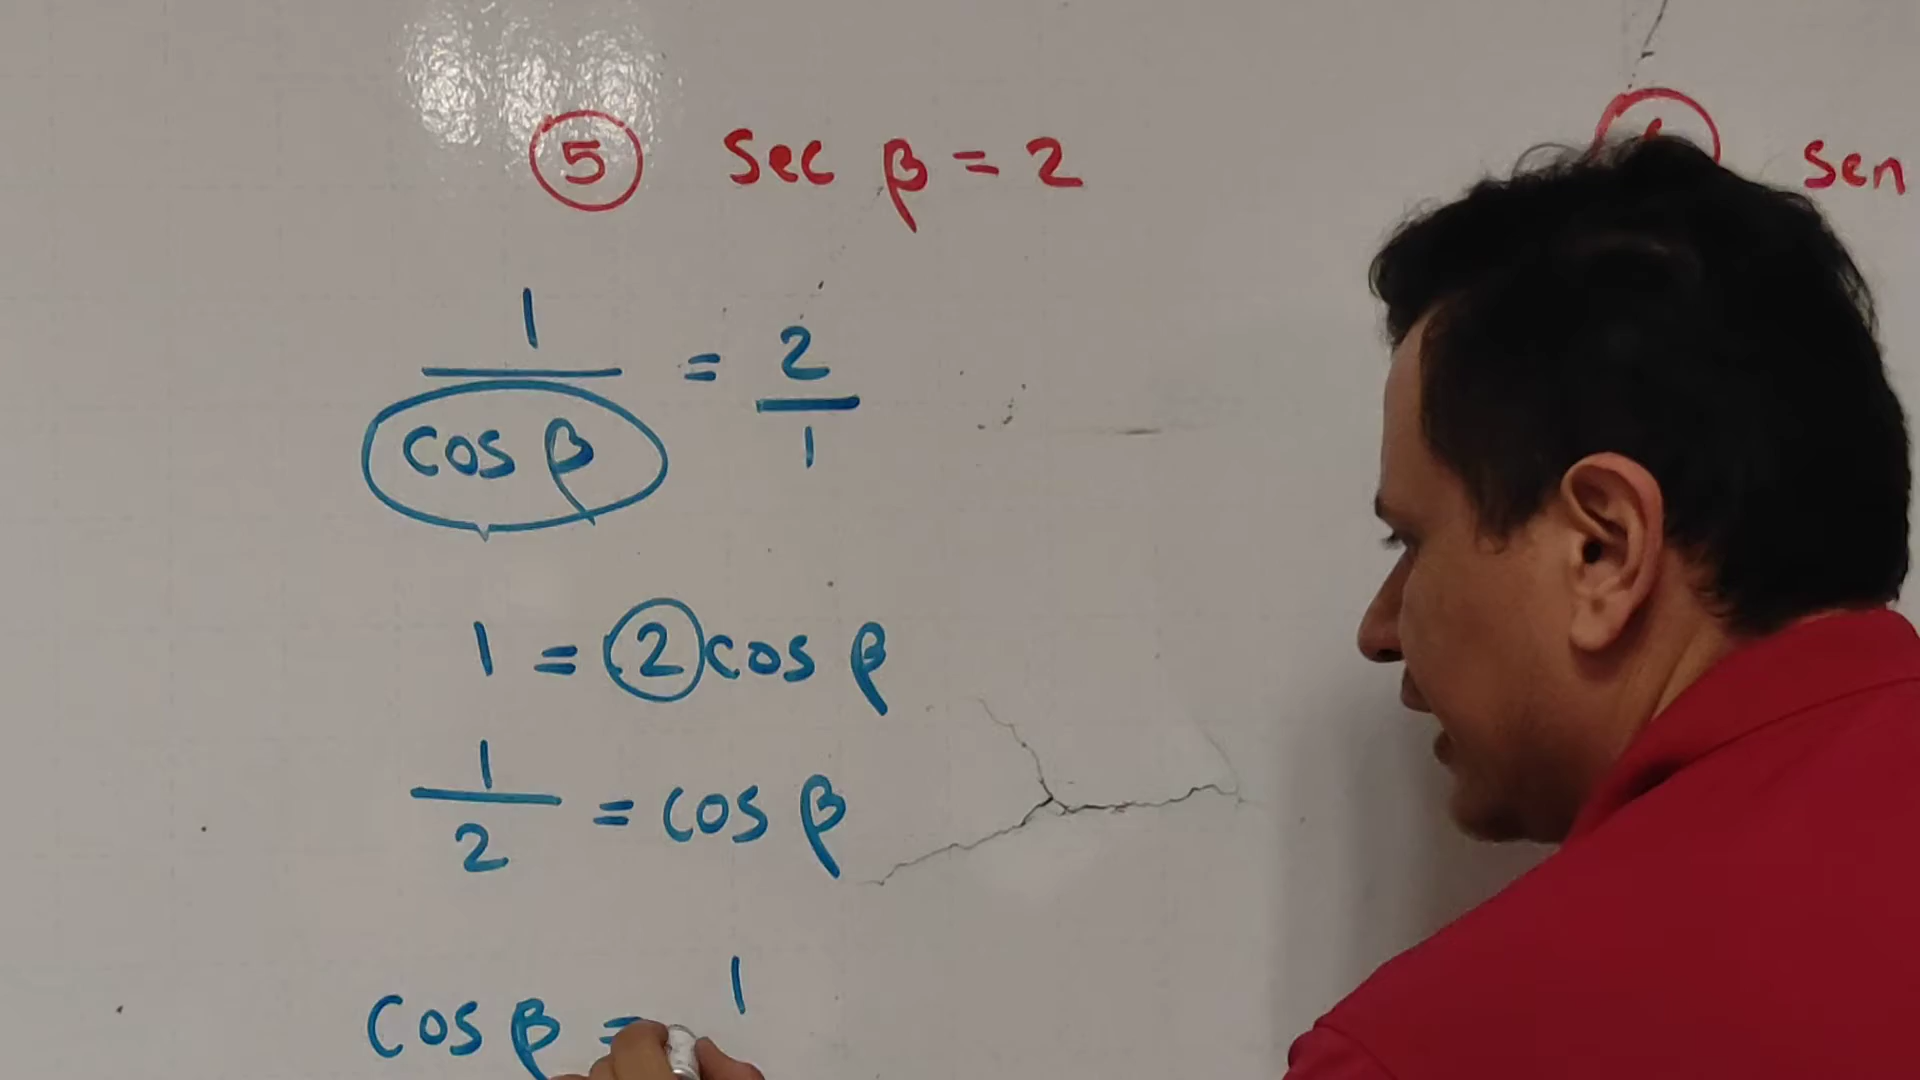 5 sec β = 2
sen
1/cos β = 2/1
1 = 2 cos β
1/2 = cos β
cos β = 1